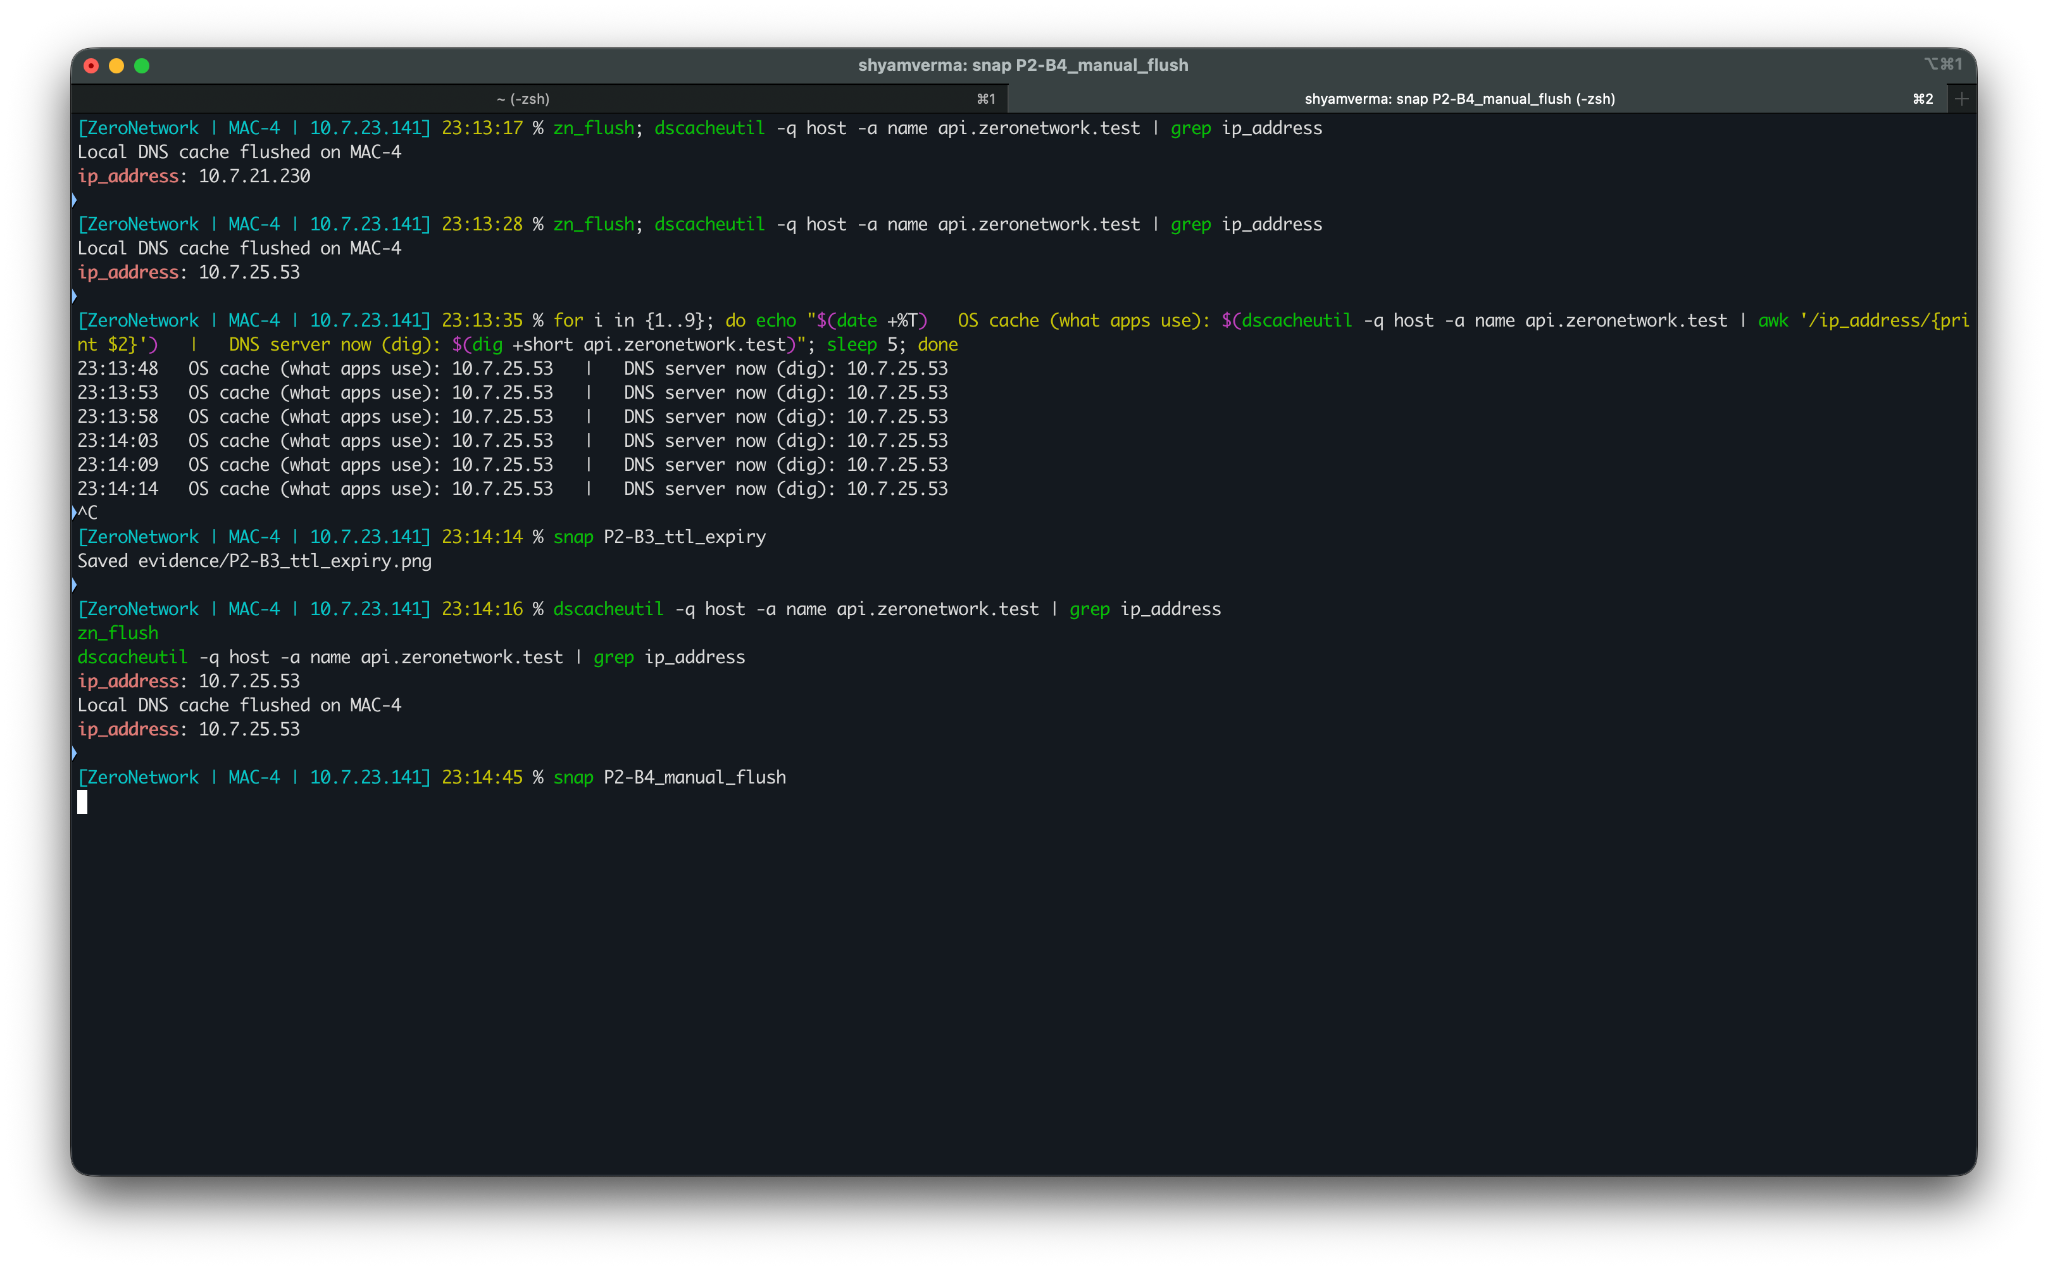 shyamverma: snap P2-B4_manual_flush
⌥⌘1
~ (-zsh)
⌘1
shyamverma: snap P2-B4_manual_flush (-zsh)
⌘2
[ZeroNetwork | MAC-4 | 10.7.23.141] 23:13:17 % zn_flush; dscacheutil -q host -a name api.zeronetwork.test | grep ip_address
Local DNS cache flushed on MAC-4
ip_address: 10.7.21.230
[ZeroNetwork | MAC-4 | 10.7.23.141] 23:13:28 % zn_flush; dscacheutil -q host -a name api.zeronetwork.test | grep ip_address
Local DNS cache flushed on MAC-4
ip_address: 10.7.25.53
[ZeroNetwork | MAC-4 | 10.7.23.141] 23:13:35 % for i in {1..9}; do echo "$(date +%T)   OS cache (what apps use): $(dscacheutil -q host -a name api.zeronetwork.test | awk '/ip_address/{pri
nt $2}')   |   DNS server now (dig): $(dig +short api.zeronetwork.test)"; sleep 5; done
23:13:48   OS cache (what apps use): 10.7.25.53   |   DNS server now (dig): 10.7.25.53
23:13:53   OS cache (what apps use): 10.7.25.53   |   DNS server now (dig): 10.7.25.53
23:13:58   OS cache (what apps use): 10.7.25.53   |   DNS server now (dig): 10.7.25.53
23:14:03   OS cache (what apps use): 10.7.25.53   |   DNS server now (dig): 10.7.25.53
23:14:09   OS cache (what apps use): 10.7.25.53   |   DNS server now (dig): 10.7.25.53
23:14:14   OS cache (what apps use): 10.7.25.53   |   DNS server now (dig): 10.7.25.53
^C
[ZeroNetwork | MAC-4 | 10.7.23.141] 23:14:14 % snap P2-B3_ttl_expiry
Saved evidence/P2-B3_ttl_expiry.png
[ZeroNetwork | MAC-4 | 10.7.23.141] 23:14:16 % dscacheutil -q host -a name api.zeronetwork.test | grep ip_address
zn_flush
dscacheutil -q host -a name api.zeronetwork.test | grep ip_address
ip_address: 10.7.25.53
Local DNS cache flushed on MAC-4
ip_address: 10.7.25.53
[ZeroNetwork | MAC-4 | 10.7.23.141] 23:14:45 % snap P2-B4_manual_flush